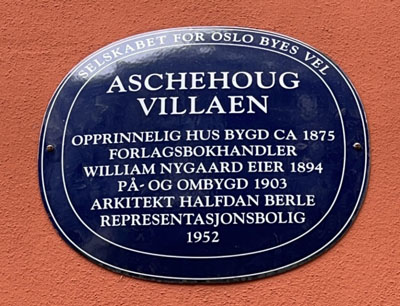 SELSKABET FOR OSLO BYES VEL
ASCHEHOUG
VILLAEN
OPPRINNELIG HUS BYGD CA 1875
FORLAGSBOKHANDLER
WILLIAM NYGAARD EIER 1894
PÅ- OG OMBYGD 1903
ARKITEKT HALFDAN BERLE
REPRESENTASJONSBOLIG
1952